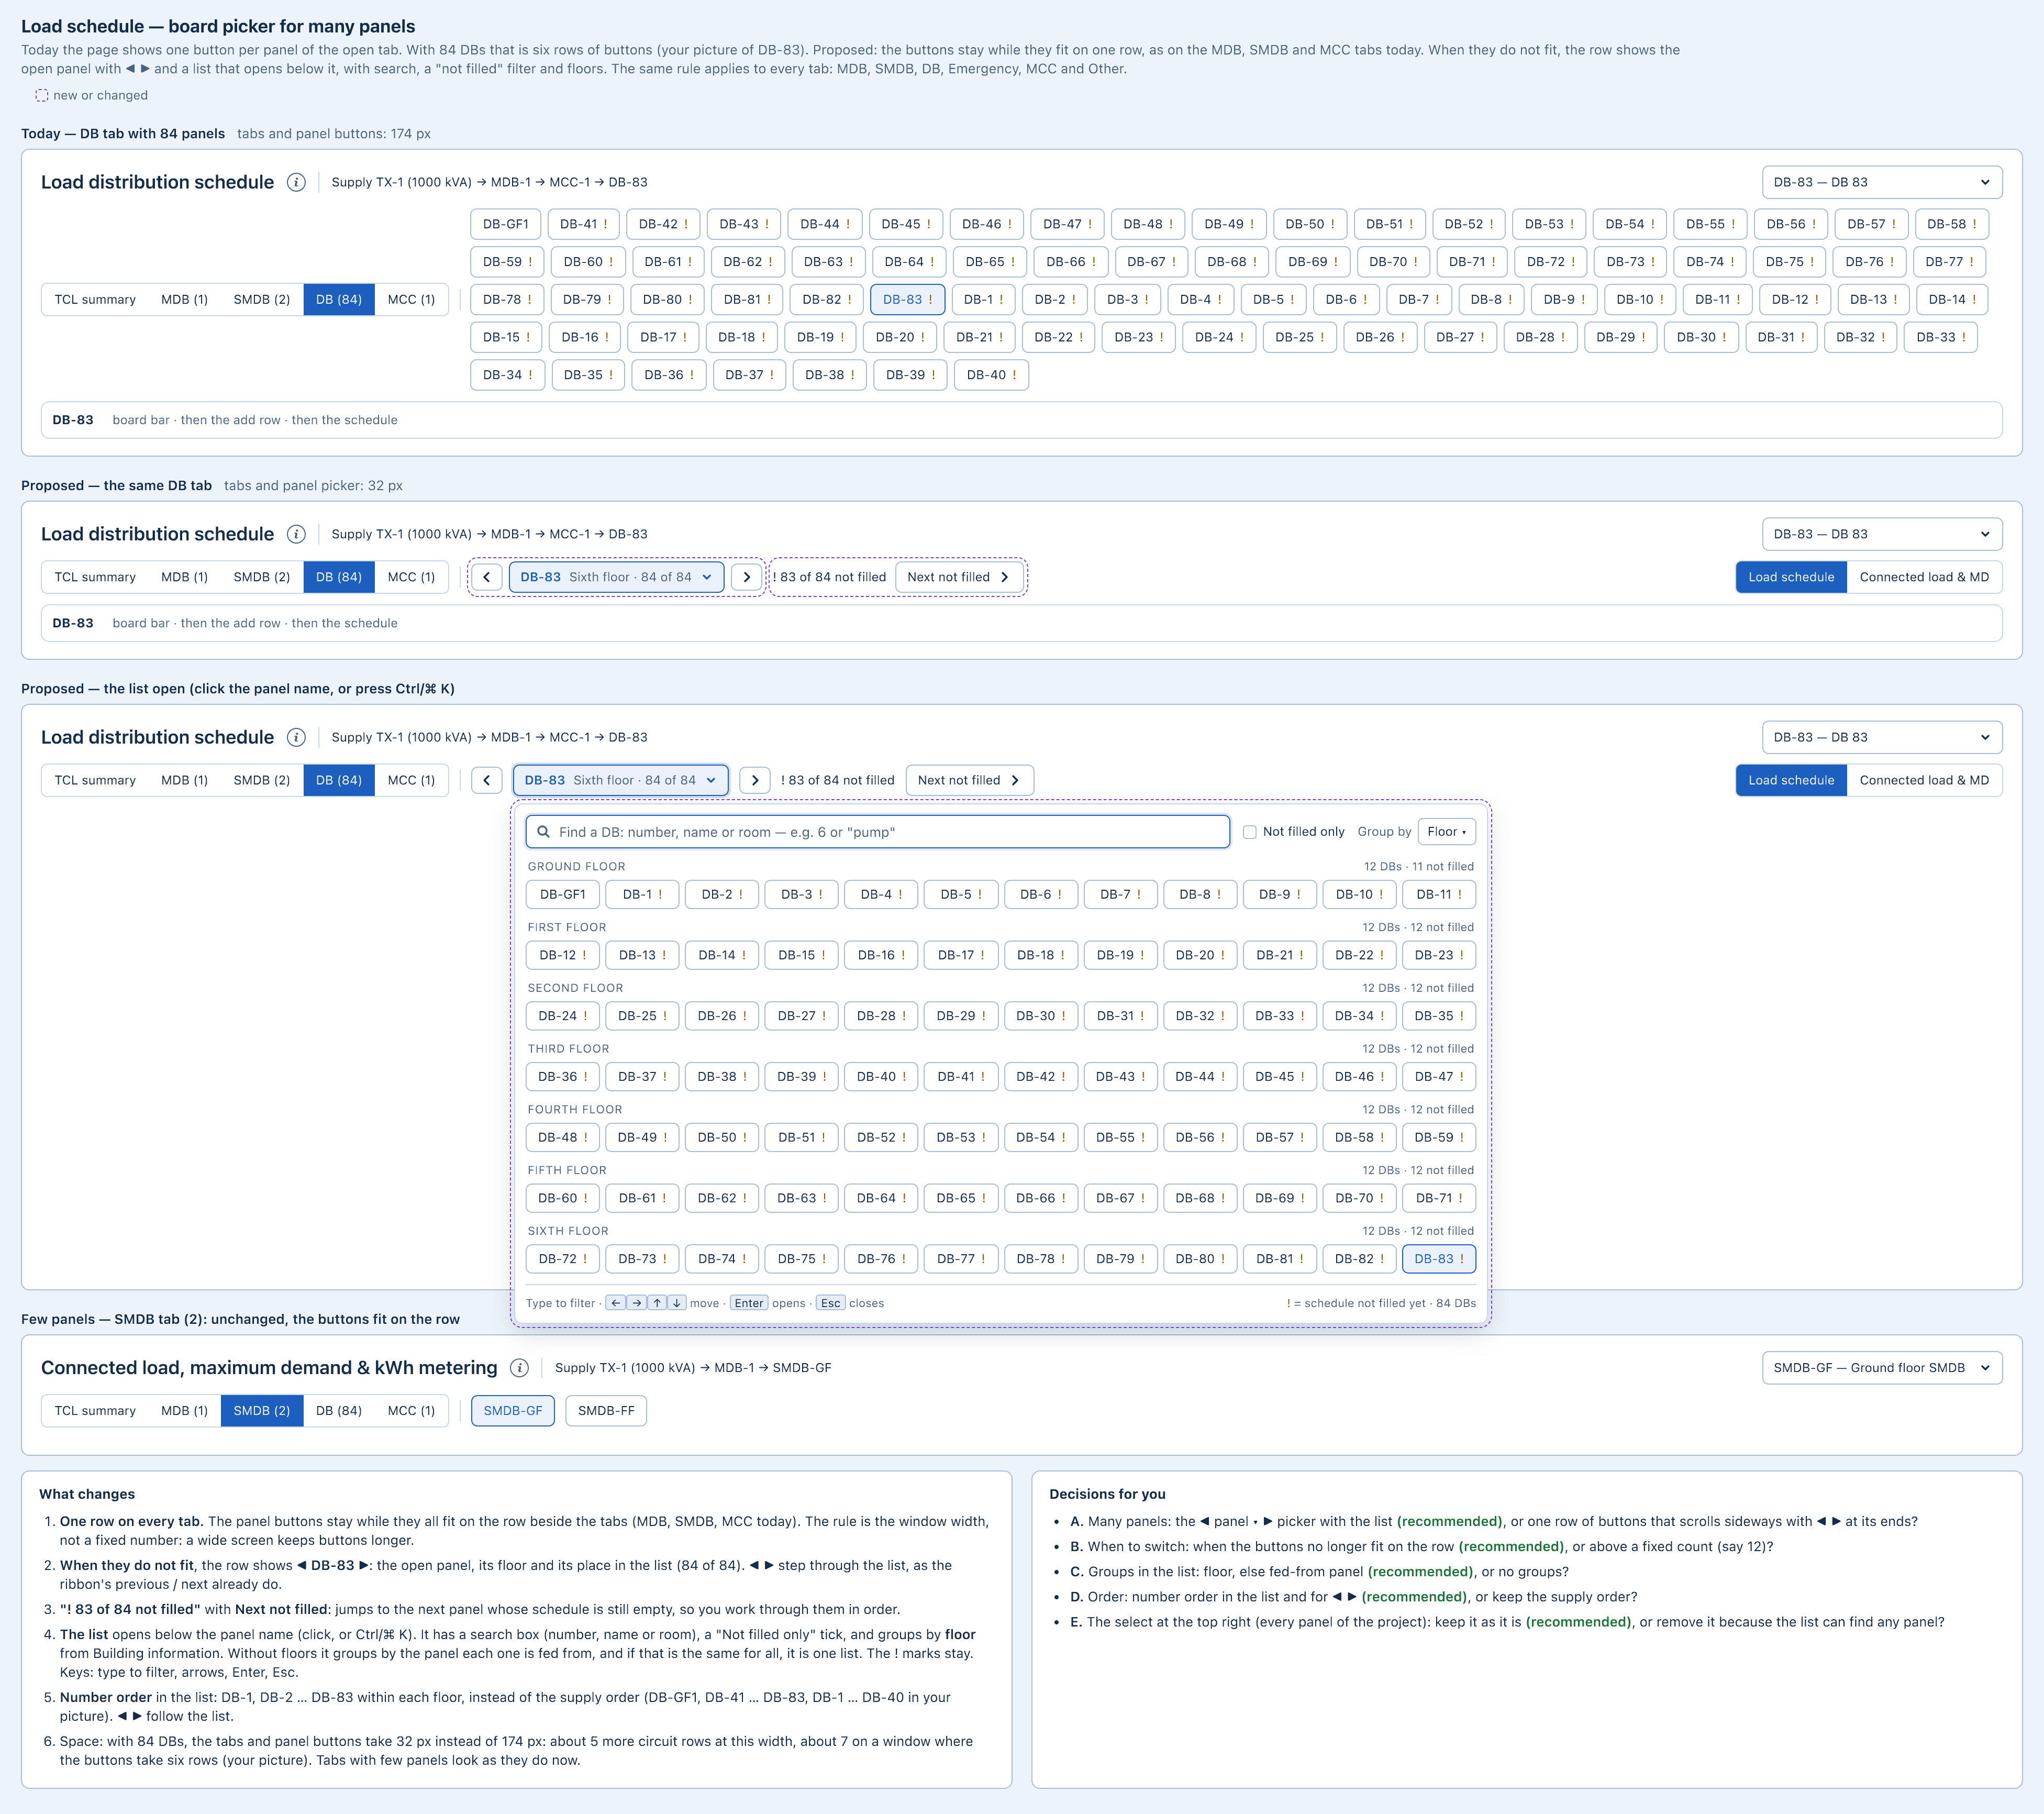 Load schedule — board picker for many panels
Today the page shows one button per panel of the open tab. With 84 DBs that is six rows of buttons (your picture of DB-83). Proposed: the buttons stay while they fit on one row, as on the MDB, SMDB and MCC tabs today. When they do not fit, the row shows the
open panel with ◀ ▶ and a list that opens below it, with search, a "not filled" filter and floors. The same rule applies to every tab: MDB, SMDB, DB, Emergency, MCC and Other.
new or changed
Today — DB tab with 84 panels tabs and panel buttons: 174 px
Load distribution schedule i Supply TX-1 (1000 kVA) → MDB-1 → MCC-1 → DB-83 DB-83 — DB 83
DB-GF1 DB-41 ! DB-42 ! DB-43 ! DB-44 ! DB-45 ! DB-46 ! DB-47 ! DB-48 ! DB-49 ! DB-50 ! DB-51 ! DB-52 ! DB-53 ! DB-54 ! DB-55 ! DB-56 ! DB-57 ! DB-58 !
DB-59 ! DB-60 ! DB-61 ! DB-62 ! DB-63 ! DB-64 ! DB-65 ! DB-66 ! DB-67 ! DB-68 ! DB-69 ! DB-70 ! DB-71 ! DB-72 ! DB-73 ! DB-74 ! DB-75 ! DB-76 ! DB-77 !
TCL summary MDB (1) SMDB (2) DB (84) MCC (1) DB-78 ! DB-79 ! DB-80 ! DB-81 ! DB-82 ! DB-83 ! DB-1 ! DB-2 ! DB-3 ! DB-4 ! DB-5 ! DB-6 ! DB-7 ! DB-8 ! DB-9 ! DB-10 ! DB-11 ! DB-12 ! DB-13 ! DB-14 !
DB-15 ! DB-16 ! DB-17 ! DB-18 ! DB-19 ! DB-20 ! DB-21 ! DB-22 ! DB-23 ! DB-24 ! DB-25 ! DB-26 ! DB-27 ! DB-28 ! DB-29 ! DB-30 ! DB-31 ! DB-32 ! DB-33 !
DB-34 ! DB-35 ! DB-36 ! DB-37 ! DB-38 ! DB-39 ! DB-40 !
DB-83 board bar · then the add row · then the schedule
Proposed — the same DB tab tabs and panel picker: 32 px
Load distribution schedule i Supply TX-1 (1000 kVA) → MDB-1 → MCC-1 → DB-83 DB-83 — DB 83
TCL summary MDB (1) SMDB (2) DB (84) MCC (1) DB-83 Sixth floor · 84 of 84 ! 83 of 84 not filled Next not filled Load schedule Connected load & MD
DB-83 board bar · then the add row · then the schedule
Proposed — the list open (click the panel name, or press Ctrl/⌘ K)
Load distribution schedule i Supply TX-1 (1000 kVA) → MDB-1 → MCC-1 → DB-83 DB-83 — DB 83
TCL summary MDB (1) SMDB (2) DB (84) MCC (1) DB-83 Sixth floor · 84 of 84 ! 83 of 84 not filled Next not filled Load schedule Connected load & MD
Find a DB: number, name or room — e.g. 6 or "pump" Not filled only Group by Floor ▾
GROUND FLOOR 12 DBs · 11 not filled
DB-GF1 DB-1 ! DB-2 ! DB-3 ! DB-4 ! DB-5 ! DB-6 ! DB-7 ! DB-8 ! DB-9 ! DB-10 ! DB-11 !
FIRST FLOOR 12 DBs · 12 not filled
DB-12 ! DB-13 ! DB-14 ! DB-15 ! DB-16 ! DB-17 ! DB-18 ! DB-19 ! DB-20 ! DB-21 ! DB-22 ! DB-23 !
SECOND FLOOR 12 DBs · 12 not filled
DB-24 ! DB-25 ! DB-26 ! DB-27 ! DB-28 ! DB-29 ! DB-30 ! DB-31 ! DB-32 ! DB-33 ! DB-34 ! DB-35 !
THIRD FLOOR 12 DBs · 12 not filled
DB-36 ! DB-37 ! DB-38 ! DB-39 ! DB-40 ! DB-41 ! DB-42 ! DB-43 ! DB-44 ! DB-45 ! DB-46 ! DB-47 !
FOURTH FLOOR 12 DBs · 12 not filled
DB-48 ! DB-49 ! DB-50 ! DB-51 ! DB-52 ! DB-53 ! DB-54 ! DB-55 ! DB-56 ! DB-57 ! DB-58 ! DB-59 !
FIFTH FLOOR 12 DBs · 12 not filled
DB-60 ! DB-61 ! DB-62 ! DB-63 ! DB-64 ! DB-65 ! DB-66 ! DB-67 ! DB-68 ! DB-69 ! DB-70 ! DB-71 !
SIXTH FLOOR 12 DBs · 12 not filled
DB-72 ! DB-73 ! DB-74 ! DB-75 ! DB-76 ! DB-77 ! DB-78 ! DB-79 ! DB-80 ! DB-81 ! DB-82 ! DB-83 !
Type to filter · ← → ↑ ↓ move · Enter opens · Esc closes ! = schedule not filled yet · 84 DBs
Few panels — SMDB tab (2): unchanged, the buttons fit on the row
Connected load, maximum demand & kWh metering i Supply TX-1 (1000 kVA) → MDB-1 → SMDB-GF SMDB-GF — Ground floor SMDB
TCL summary MDB (1) SMDB (2) DB (84) MCC (1) SMDB-GF SMDB-FF
What changes
1. One row on every tab. The panel buttons stay while they all fit on the row beside the tabs (MDB, SMDB, MCC today). The rule is the window width,
not a fixed number: a wide screen keeps buttons longer.
2. When they do not fit, the row shows ◀ DB-83 ▶: the open panel, its floor and its place in the list (84 of 84). ◀ ▶ step through the list, as the
ribbon's previous / next already do.
3. "! 83 of 84 not filled" with Next not filled: jumps to the next panel whose schedule is still empty, so you work through them in order.
4. The list opens below the panel name (click, or Ctrl/⌘ K). It has a search box (number, name or room), a "Not filled only" tick, and groups by floor
from Building information. Without floors it groups by the panel each one is fed from, and if that is the same for all, it is one list. The ! marks stay.
Keys: type to filter, arrows, Enter, Esc.
5. Number order in the list: DB-1, DB-2 … DB-83 within each floor, instead of the supply order (DB-GF1, DB-41 … DB-83, DB-1 … DB-40 in your
picture). ◀ ▶ follow the list.
6. Space: with 84 DBs, the tabs and panel buttons take 32 px instead of 174 px: about 5 more circuit rows at this width, about 7 on a window where
the buttons take six rows (your picture). Tabs with few panels look as they do now.
Decisions for you
• A. Many panels: the ◀ panel ▾ ▶ picker with the list (recommended), or one row of buttons that scrolls sideways with ◀ ▶ at its ends?
• B. When to switch: when the buttons no longer fit on the row (recommended), or above a fixed count (say 12)?
• C. Groups in the list: floor, else fed-from panel (recommended), or no groups?
• D. Order: number order in the list and for ◀ ▶ (recommended), or keep the supply order?
• E. The select at the top right (every panel of the project): keep it as it is (recommended), or remove it because the list can find any panel?